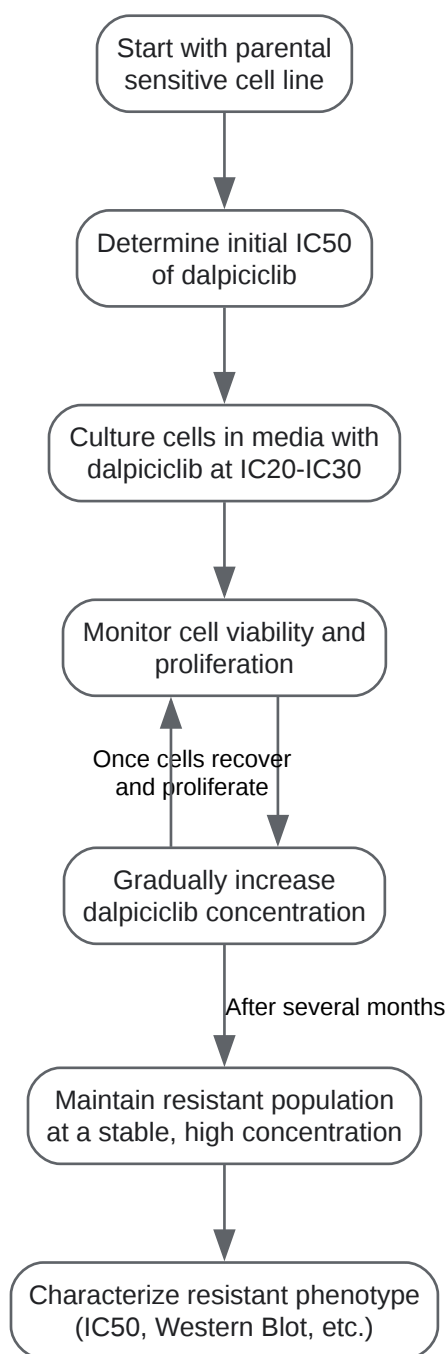 Start with parental
sensitive cell line
Determine initial IC50
of dalpiciclib
Culture cells in media with
dalpiciclib at IC20-IC30
Monitor cell viability and
proliferation
Once cells recover
and proliferate
Gradually increase
dalpiciclib concentration
After several months
Maintain resistant population
at a stable, high concentration
Characterize resistant phenotype
(IC50, Western Blot, etc.)